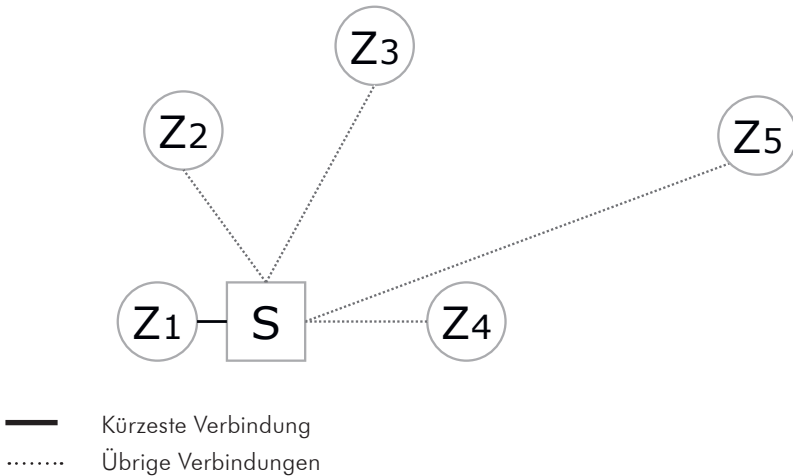 Z3
Z2
Z5
Z1
S
Z4
Kürzeste Verbindung
Übrige Verbindungen